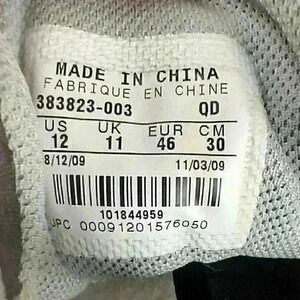 MADE IN CHINA
FABRIQUE EN CHINE
383823-003 QD
US UK EUR CM
12 11 46 30
8/12/09 11/03/09
101844959
UPC 00091201576950